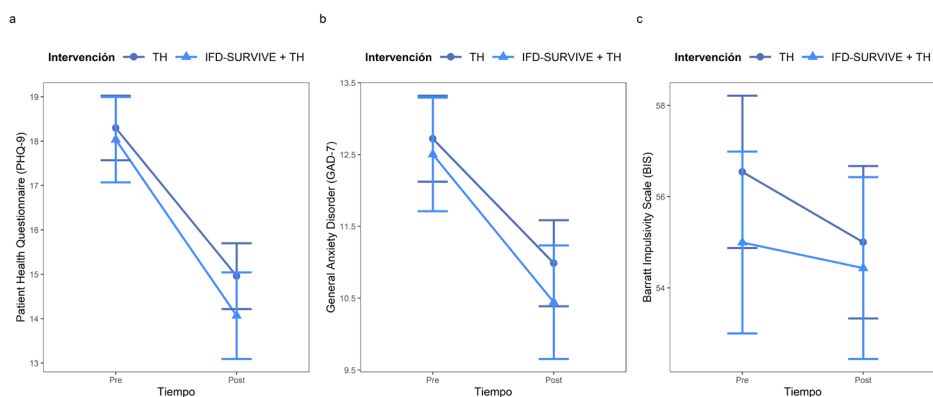 a
Intervención TH IFD-SURVIVE + TH
Patient Health Questionnaire (PHQ-9)
19
18
17
16
15
14
13
Pre Post
Tiempo
b
Intervención TH IFD-SURVIVE + TH
General Anxiety Disorder (GAD-7)
13.5
12.5
11.5
10.5
9.5
Pre Post
Tiempo
c
Intervención TH IFD-SURVIVE + TH
Barratt Impulsivity Scale (BIS)
58
56
54
Pre Post
Tiempo